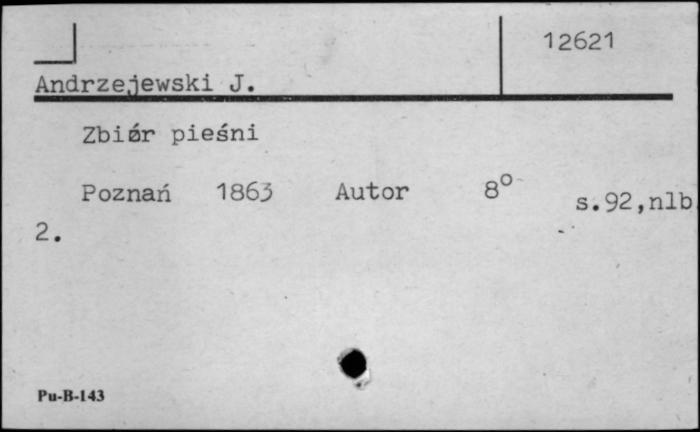 12621
Andrzejewski J.
Zbiór pieśni
Poznań 1863 Autor 8° s.92,nlb
2.
Pu-B-143